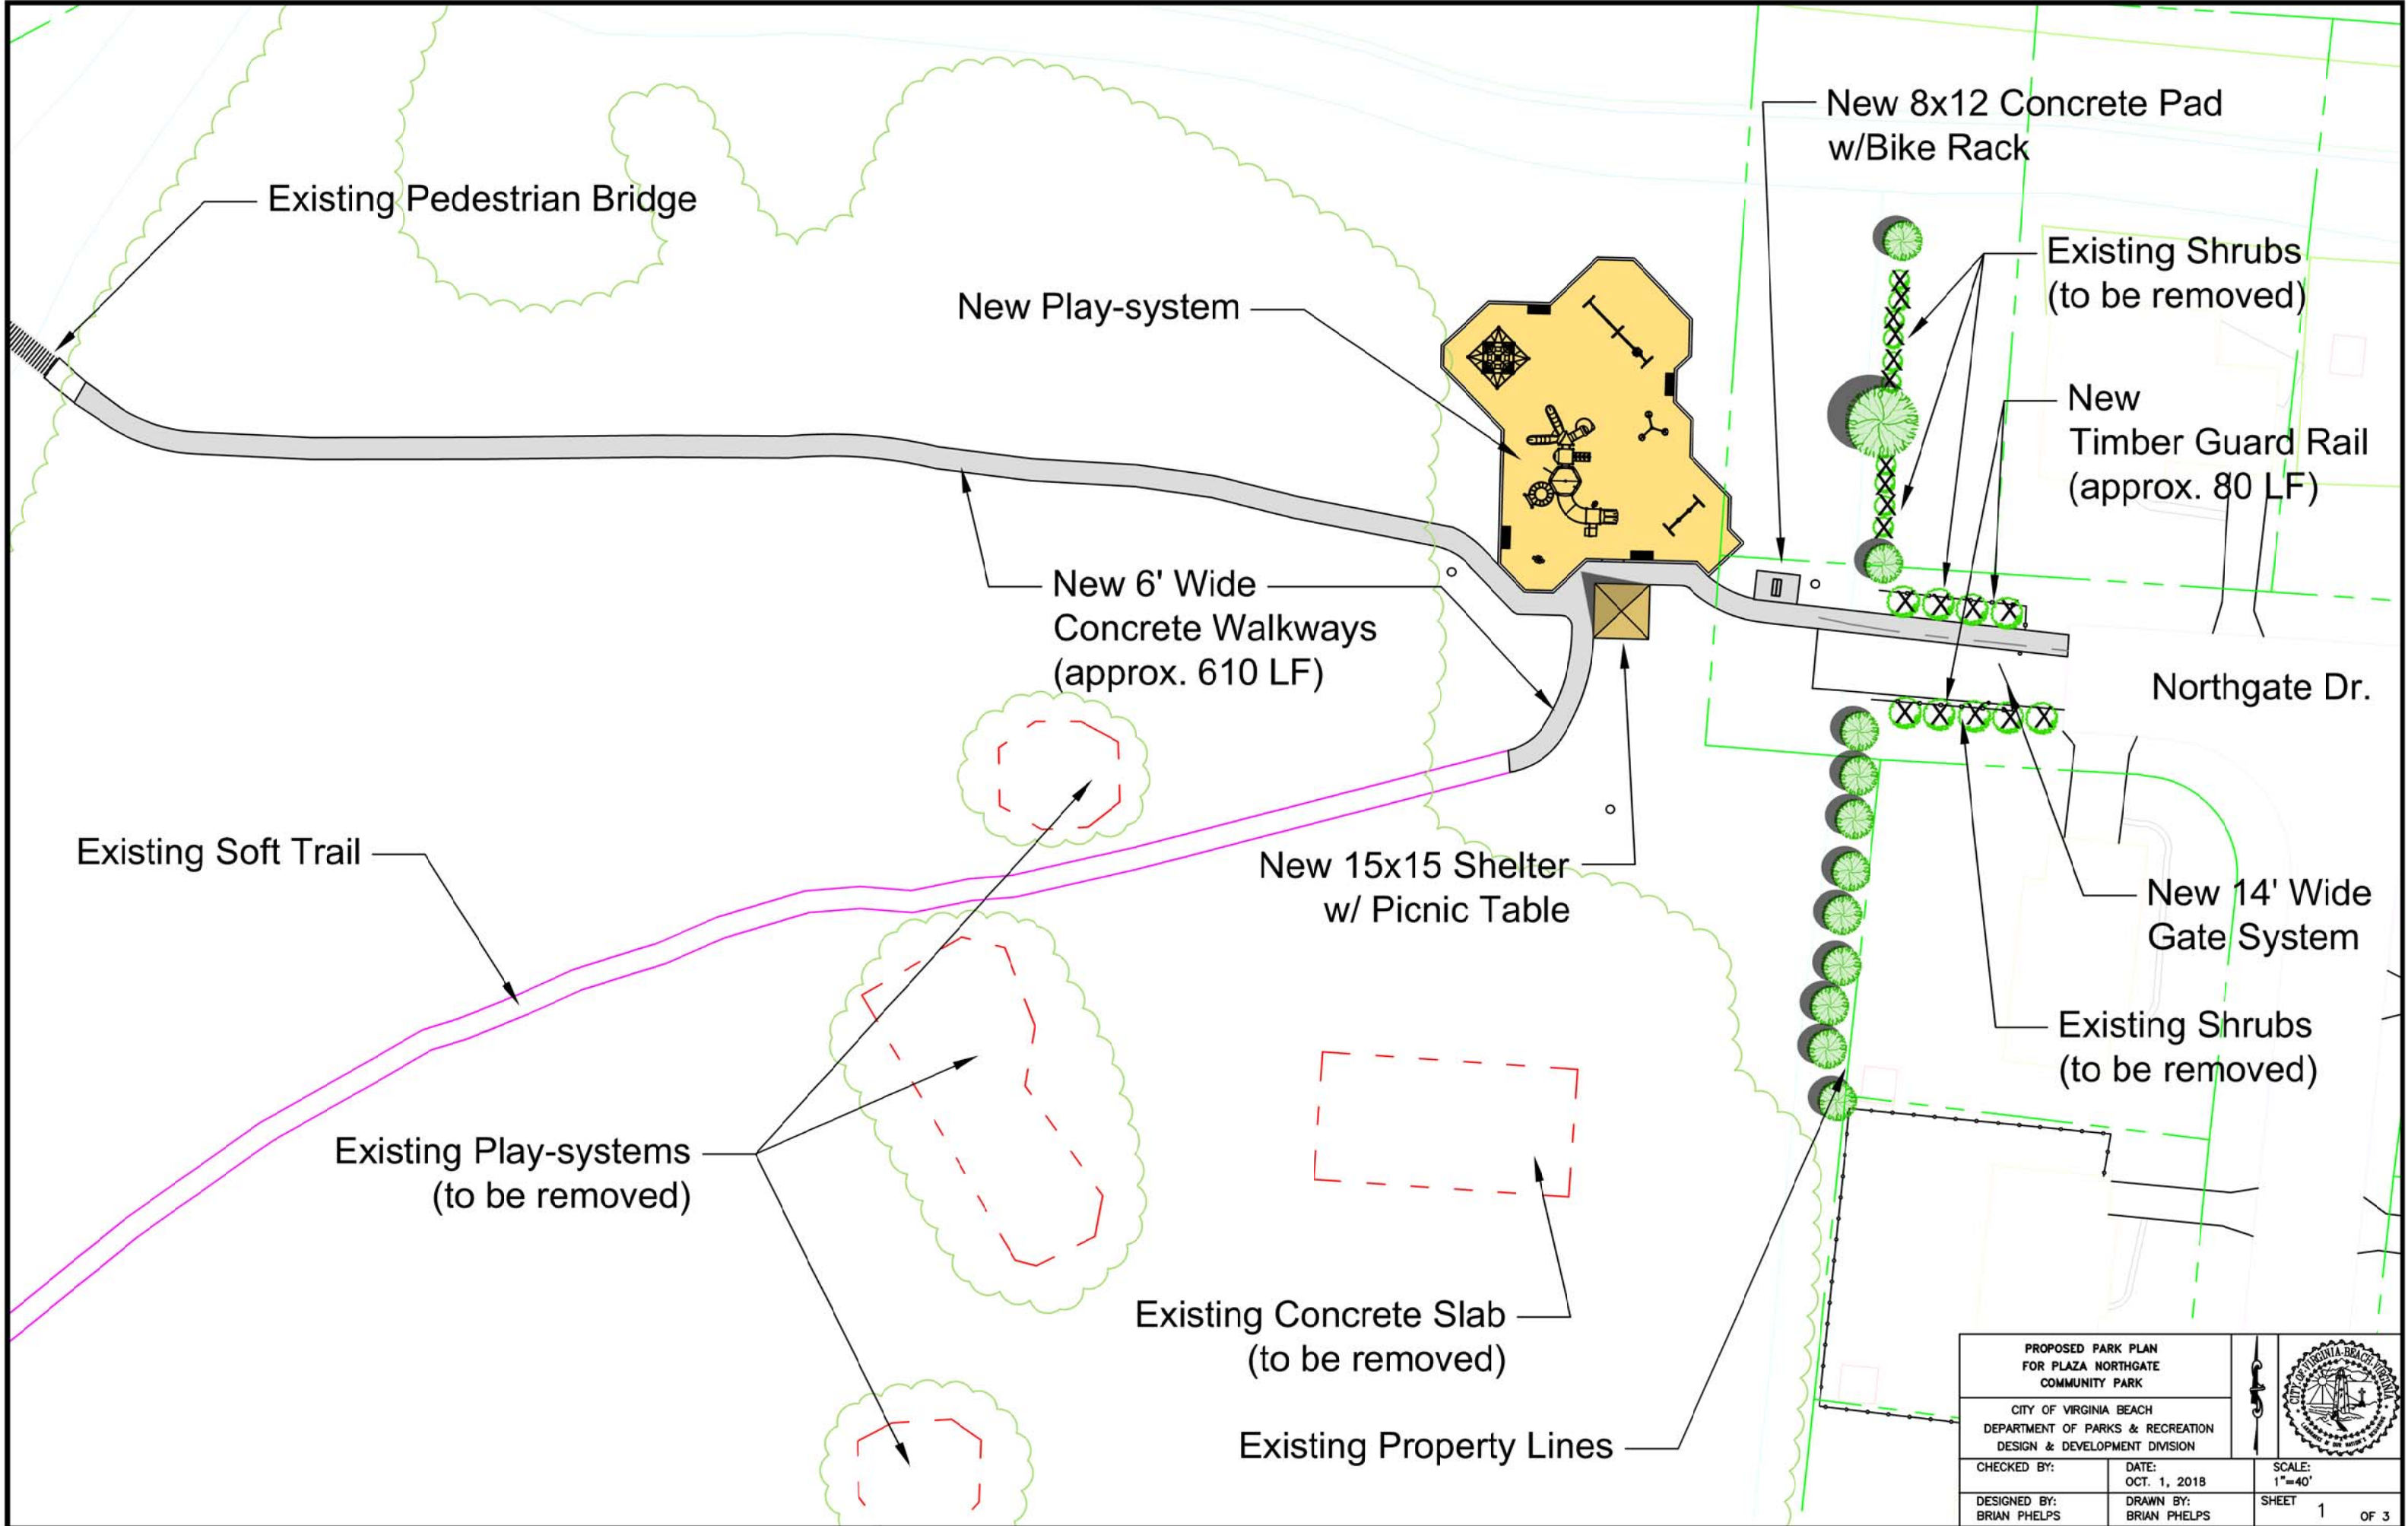 New 8x12 Concrete Pad
w/Bike Rack
Existing Pedestrian Bridge
Existing Shrubs
(to be removed)
New Play-system
New
Timber Guard Rail
(approx. 80 LF)
New 6' Wide
Concrete Walkways
(approx. 610 LF)
Northgate Dr.
Existing Soft Trail
New 15x15 Shelter
w/ Picnic Table
New 14' Wide
Gate System
Existing Shrubs
(to be removed)
Existing Play-systems
(to be removed)
Existing Concrete Slab
(to be removed)
Existing Property Lines
PROPOSED PARK PLAN
FOR PLAZA NORTHGATE
COMMUNITY PARK
CITY OF VIRGINIA BEACH
DEPARTMENT OF PARKS & RECREATION
DESIGN & DEVELOPMENT DIVISION
CITY OF VIRGINIA BEACH, VIRGINIA
CHECKED BY:
DATE:
OCT. 1, 2018
SCALE:
1"=40'
DESIGNED BY:
BRIAN PHELPS
DRAWN BY:
BRIAN PHELPS
SHEET 1 OF 3